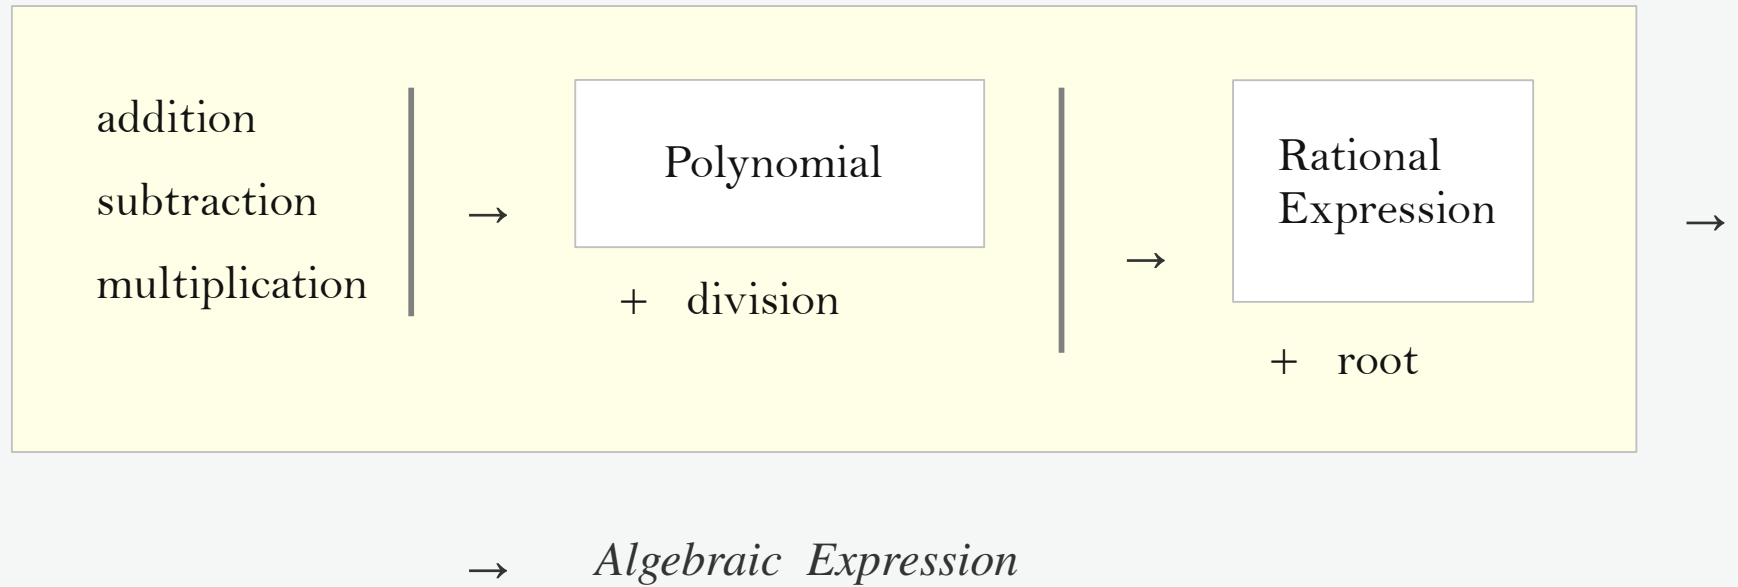 addition
subtraction
multiplication
→
Polynomial
+ division
→
Rational
Expression
+ root
→
→ Algebraic Expression